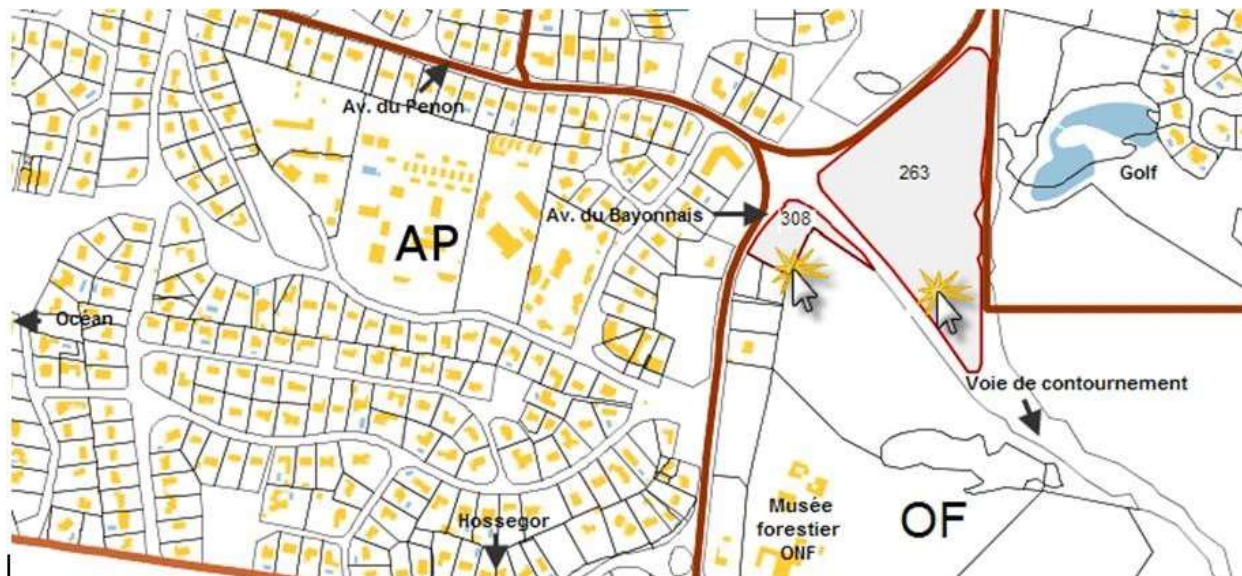 Av. du Penon
263
Golf
Av. du Bayonnais
308
AP
Océan
Voie de contournement
Hossegor
Musée
forestier
ONF
OF